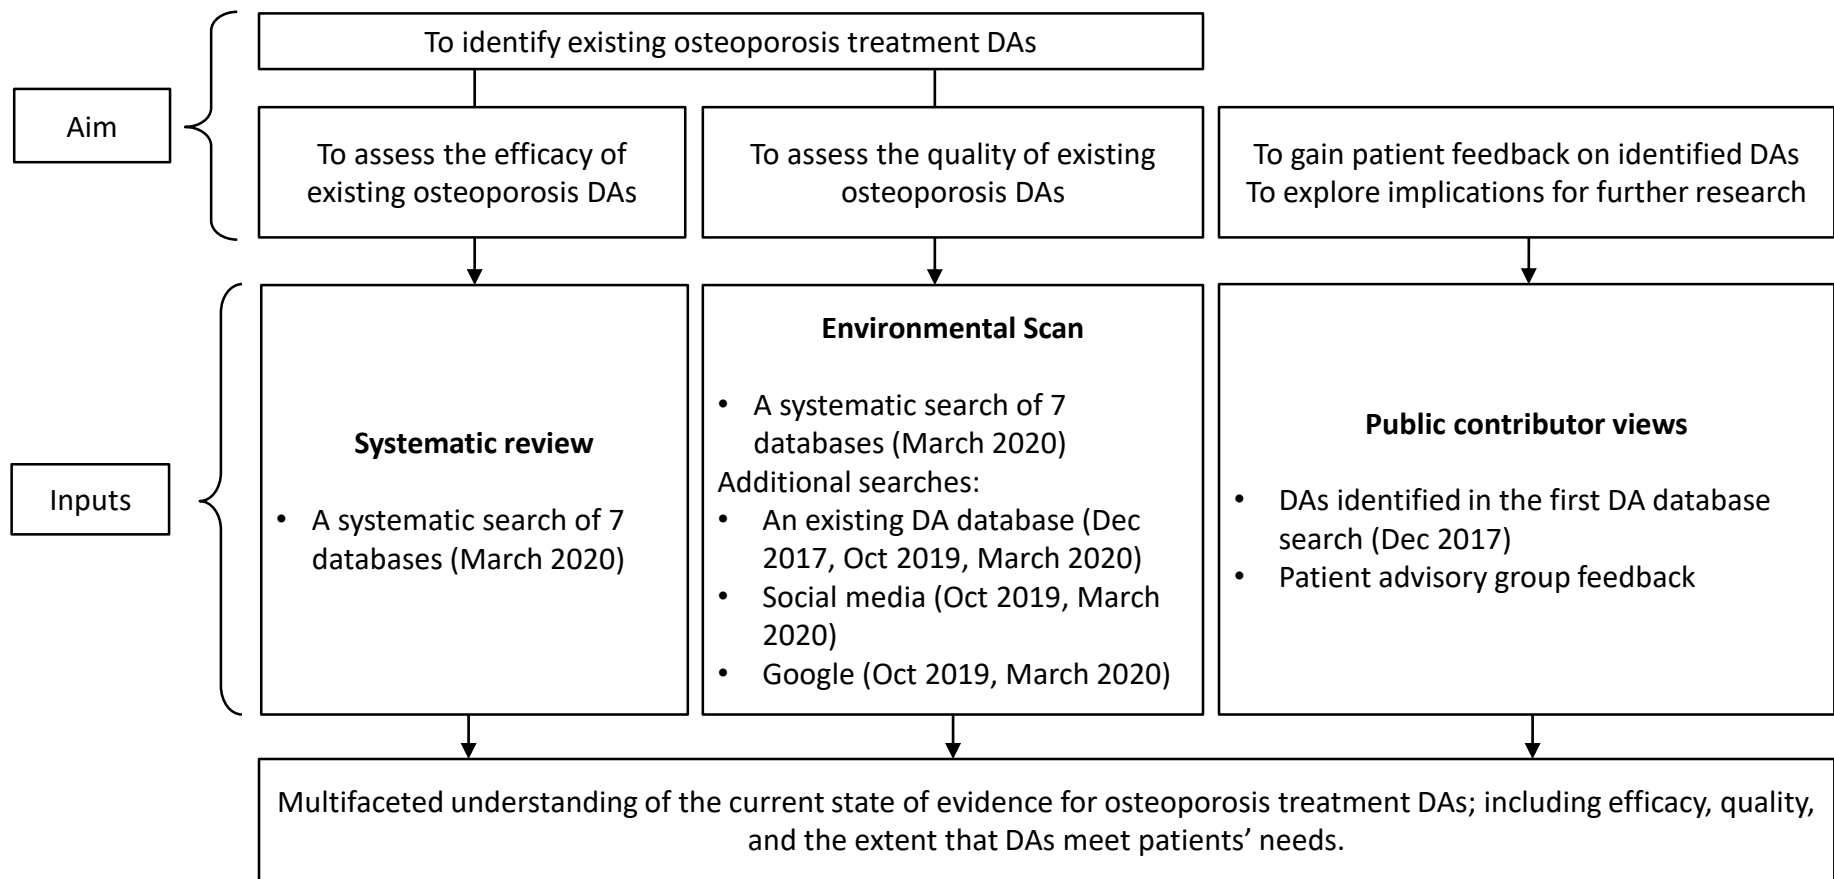 To identify existing osteoporosis treatment DAs
Aim
To assess the efficacy of
existing osteoporosis DAs
To assess the quality of existing
osteoporosis DAs
To gain patient feedback on identified DAs
To explore implications for further research
Inputs
Systematic review
• A systematic search of 7
databases (March 2020)
Environmental Scan
• A systematic search of 7
databases (March 2020)
Additional searches:
• An existing DA database (Dec
2017, Oct 2019, March 2020)
• Social media (Oct 2019, March
2020)
• Google (Oct 2019, March 2020)
Public contributor views
• DAs identified in the first DA database
search (Dec 2017)
• Patient advisory group feedback
Multifaceted understanding of the current state of evidence for osteoporosis treatment DAs; including efficacy, quality,
and the extent that DAs meet patients’ needs.